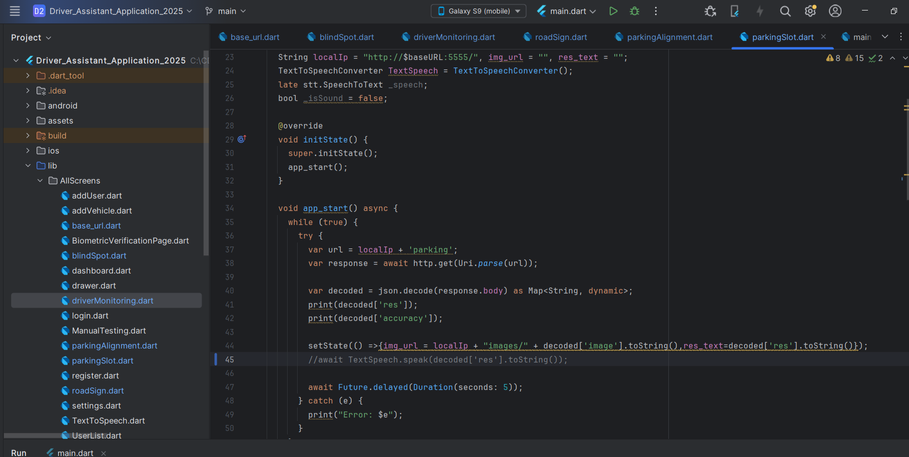 D2 Driver_Assistant_Application_2025 main Galaxy S9 (mobile) main.dart
Project base_url.dart blindSpot.dart driverMonitoring.dart roadSign.dart parkingAlignment.dart parkingSlot.dart main
Driver_Assistant_Application_2025
.dart_tool
.idea
android
assets
build
ios
lib
AllScreens
addUser.dart
addVehicle.dart
base_url.dart
BiometricVerificationPage.dart
blindSpot.dart
dashboard.dart
drawer.dart
driverMonitoring.dart
login.dart
ManualTesting.dart
parkingAlignment.dart
parkingSlot.dart
register.dart
roadSign.dart
settings.dart
TextToSpeech.dart
UserList.dart
8 15 2
23 String localIp = "http://$baseURL:5555/", img_url = "", res_text = "";
24 TextToSpeechConverter TextSpeech = TextToSpeechConverter();
25 late stt.SpeechToText _speech;
26 bool _isSound = false;
27
28 @override
29 void initState() {
30 super.initState();
31 app_start();
32 }
33
34 void app_start() async {
35 while (true) {
36 try {
37 var url = localIp + 'parking';
38 var response = await http.get(Uri.parse(url));
39
40 var decoded = json.decode(response.body) as Map<String, dynamic>;
41 print(decoded['res']);
42 print(decoded['accuracy']);
43
44 setState(() =>{img_url = localIp + "images/" + decoded['image'].toString(),res_text=decoded['res'].toString()});
45 //await TextSpeech.speak(decoded['res'].toString());
46
47 await Future.delayed(Duration(seconds: 5));
48 } catch (e) {
49 print("Error: $e");
50 }
Run main.dart